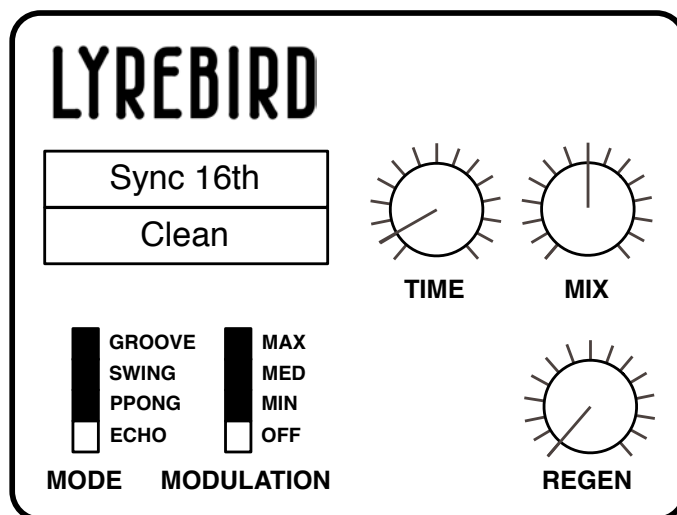 LYREBIRD
Sync 16th
Clean
TIME
MIX
GROOVE
SWING
PPONG
ECHO
MODE
MAX
MED
MIN
OFF
MODULATION
REGEN